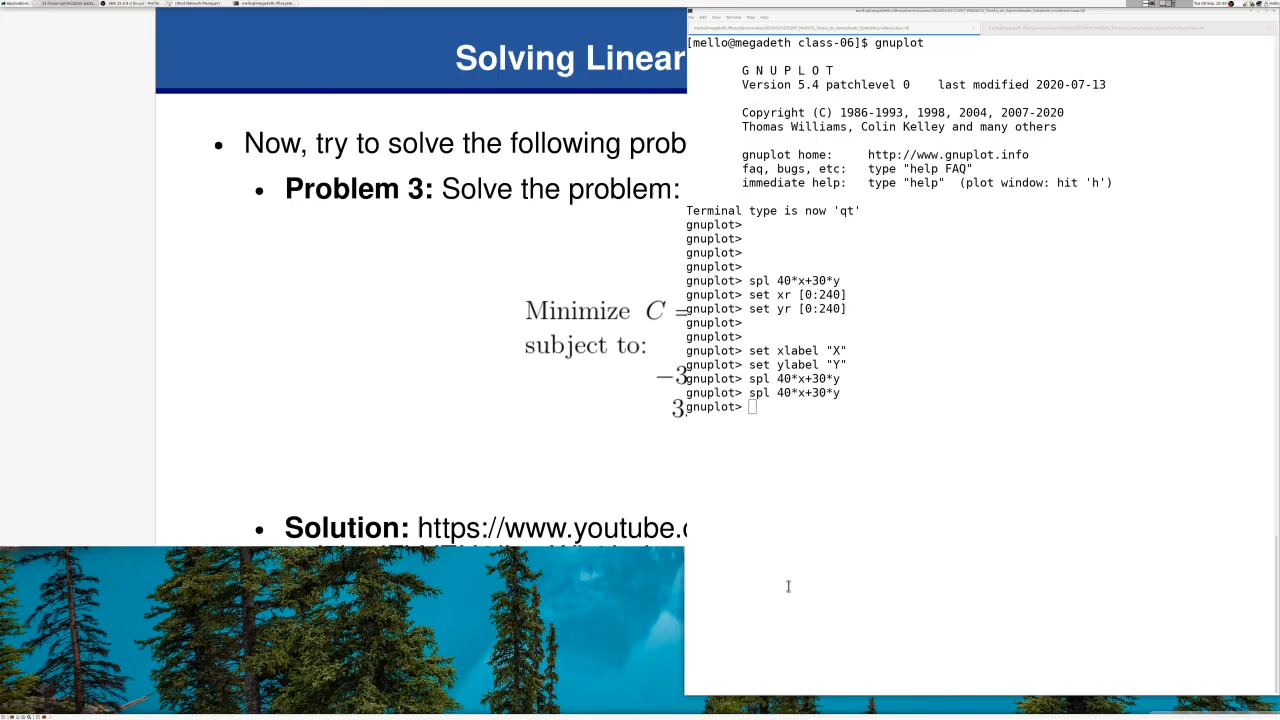 Applications
Solving Linear
Now, try to solve the following prob
Problem 3: Solve the problem:
Minimize C =
subject to:
−3
3
Solution: https://www.youtube.c
[mello@megadeth class-06]$ gnuplot
G N U P L O T
Version 5.4 patchlevel 0 last modified 2020-07-13
Copyright (C) 1986-1993, 1998, 2004, 2007-2020
Thomas Williams, Colin Kelley and many others
gnuplot home: http://www.gnuplot.info
faq, bugs, etc: type "help FAQ"
immediate help: type "help" (plot window: hit 'h')
Terminal type is now 'qt'
gnuplot>
gnuplot>
gnuplot>
gnuplot>
gnuplot> spl 40*x+30*y
gnuplot> set xr [0:240]
gnuplot> set yr [0:240]
gnuplot>
gnuplot>
gnuplot> set xlabel "X"
gnuplot> set ylabel "Y"
gnuplot> spl 40*x+30*y
gnuplot> spl 40*x+30*y
gnuplot>